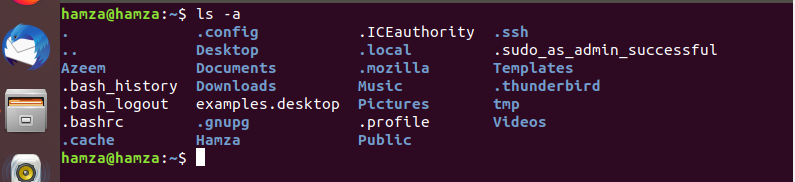 hamza@hamza:~$ ls -a
. .config .ICEauthority .ssh
.. Desktop .local .sudo_as_admin_successful
Azeem Documents .mozilla Templates
.bash_history Downloads Music .thunderbird
.bash_logout examples.desktop Pictures tmp
.bashrc .gnupg .profile Videos
.cache Hamza Public
hamza@hamza:~$